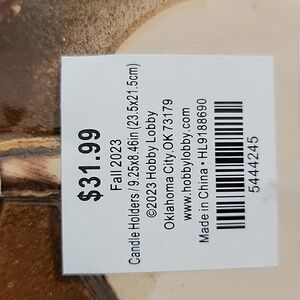 $31.99
Fall 2023
Candle Holders / 9.25x8.46in (23.5x21.5cm)
©2023 Hobby Lobby
Oklahoma City,OK 73179
www.hobbylobby.com
Made in China • HL9188690
5444245